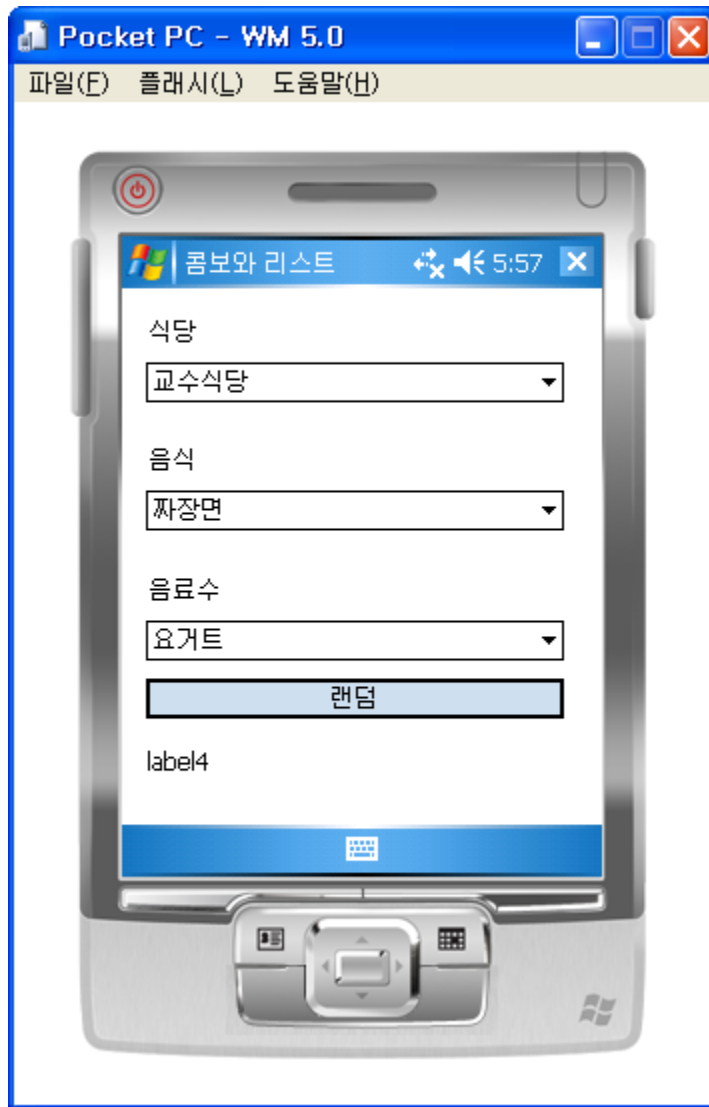 Pocket PC - WM 5.0
파일(F) 플래시(L) 도움말(H)
콤보와 리스트 5:57
식당
교수식당
음식
짜장면
음료수
요거트
랜덤
label4